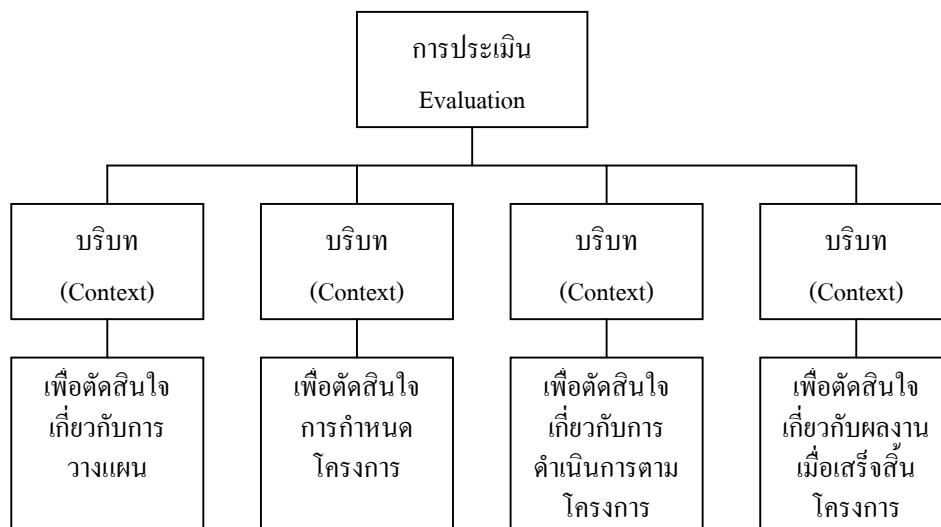 การประเมิน
Evaluation
บริบท
(Context)
บริบท
(Context)
บริบท
(Context)
บริบท
(Context)
เพื่อตัดสินใจ
เกี่ยวกับการ
วางแผน
เพื่อตัดสินใจ
การกำหนด
โครงการ
เพื่อตัดสินใจ
เกี่ยวกับการ
ดำเนินการตาม
โครงการ
เพื่อตัดสินใจ
เกี่ยวกับผลงาน
เมื่อเสร็จสิ้น
โครงการ